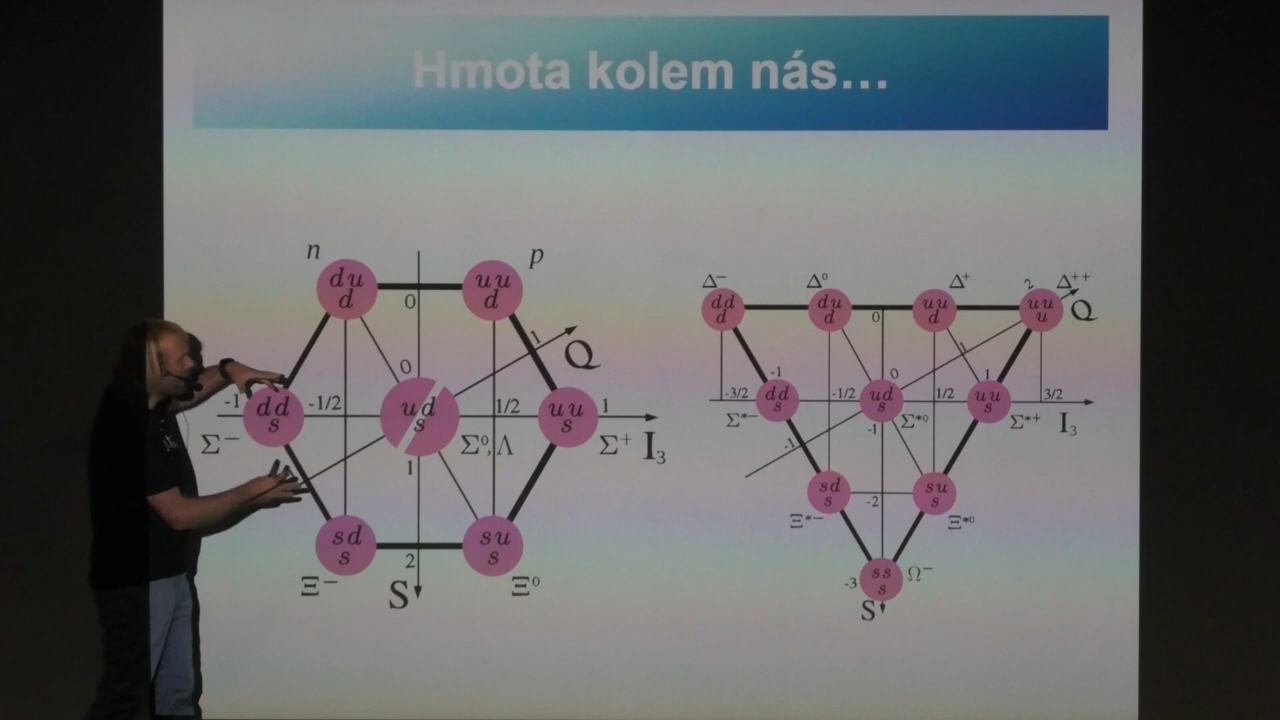 Hmota kolem nás…
n
p
du
d
uu
d
0
1
Q
0
-1
dd
s
-1/2
ud
s
1/2
uu
s
1
Σ⁻
Σ⁰,Λ
Σ⁺
I₃
1
sd
s
su
s
2
Ξ⁻
S
Ξ⁰
Δ⁻
Δ⁰
Δ⁺
2
Δ⁺⁺
dd
d
du
d
0
uu
d
uu
u
Q
-1
0
1
1
-3/2
dd
s
-1/2
ud
s
1/2
uu
s
3/2
Σ*⁻
-1
Σ*⁰
Σ*⁺
I₃
-1
sd
s
-2
su
s
Ξ*⁻
Ξ*⁰
-3
ss
s
Ω⁻
S